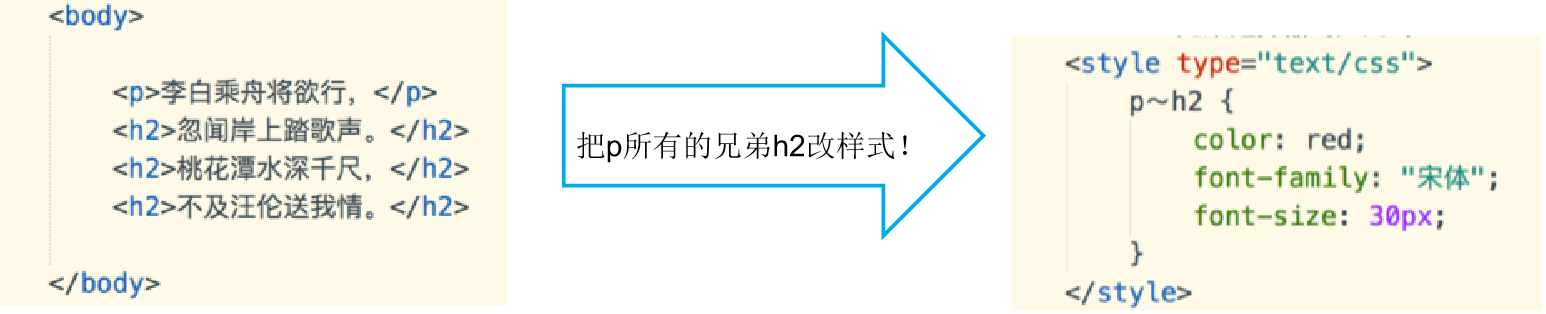 <body>
<p>李白乘舟将欲行，</p>
<h2>忽闻岸上踏歌声。</h2>
<h2>桃花潭水深千尺，</h2>
<h2>不及汪伦送我情。</h2>
</body>
把p所有的兄弟h2改样式！
<style type="text/css">
p～h2 {
color: red;
font-family: "宋体";
font-size: 30px;
}
</style>